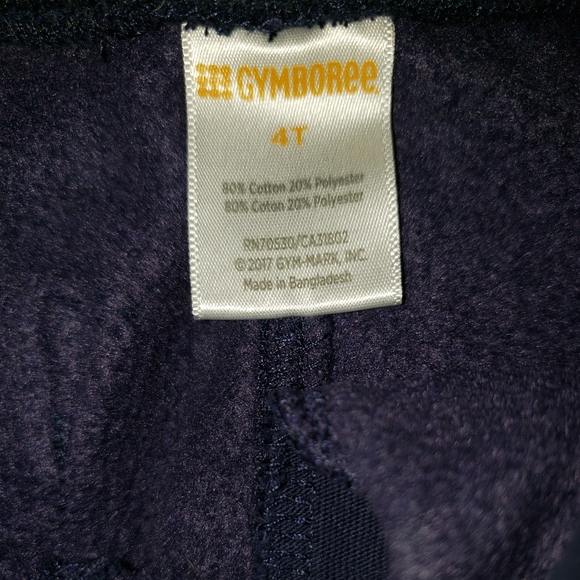 GYMBOREE
4T
80% Cotton 20% Polyester
80% Coton 20% Polyester
RN70530/CA31802
© 2017 GYM-MARK, INC.
Made in Bangladesh